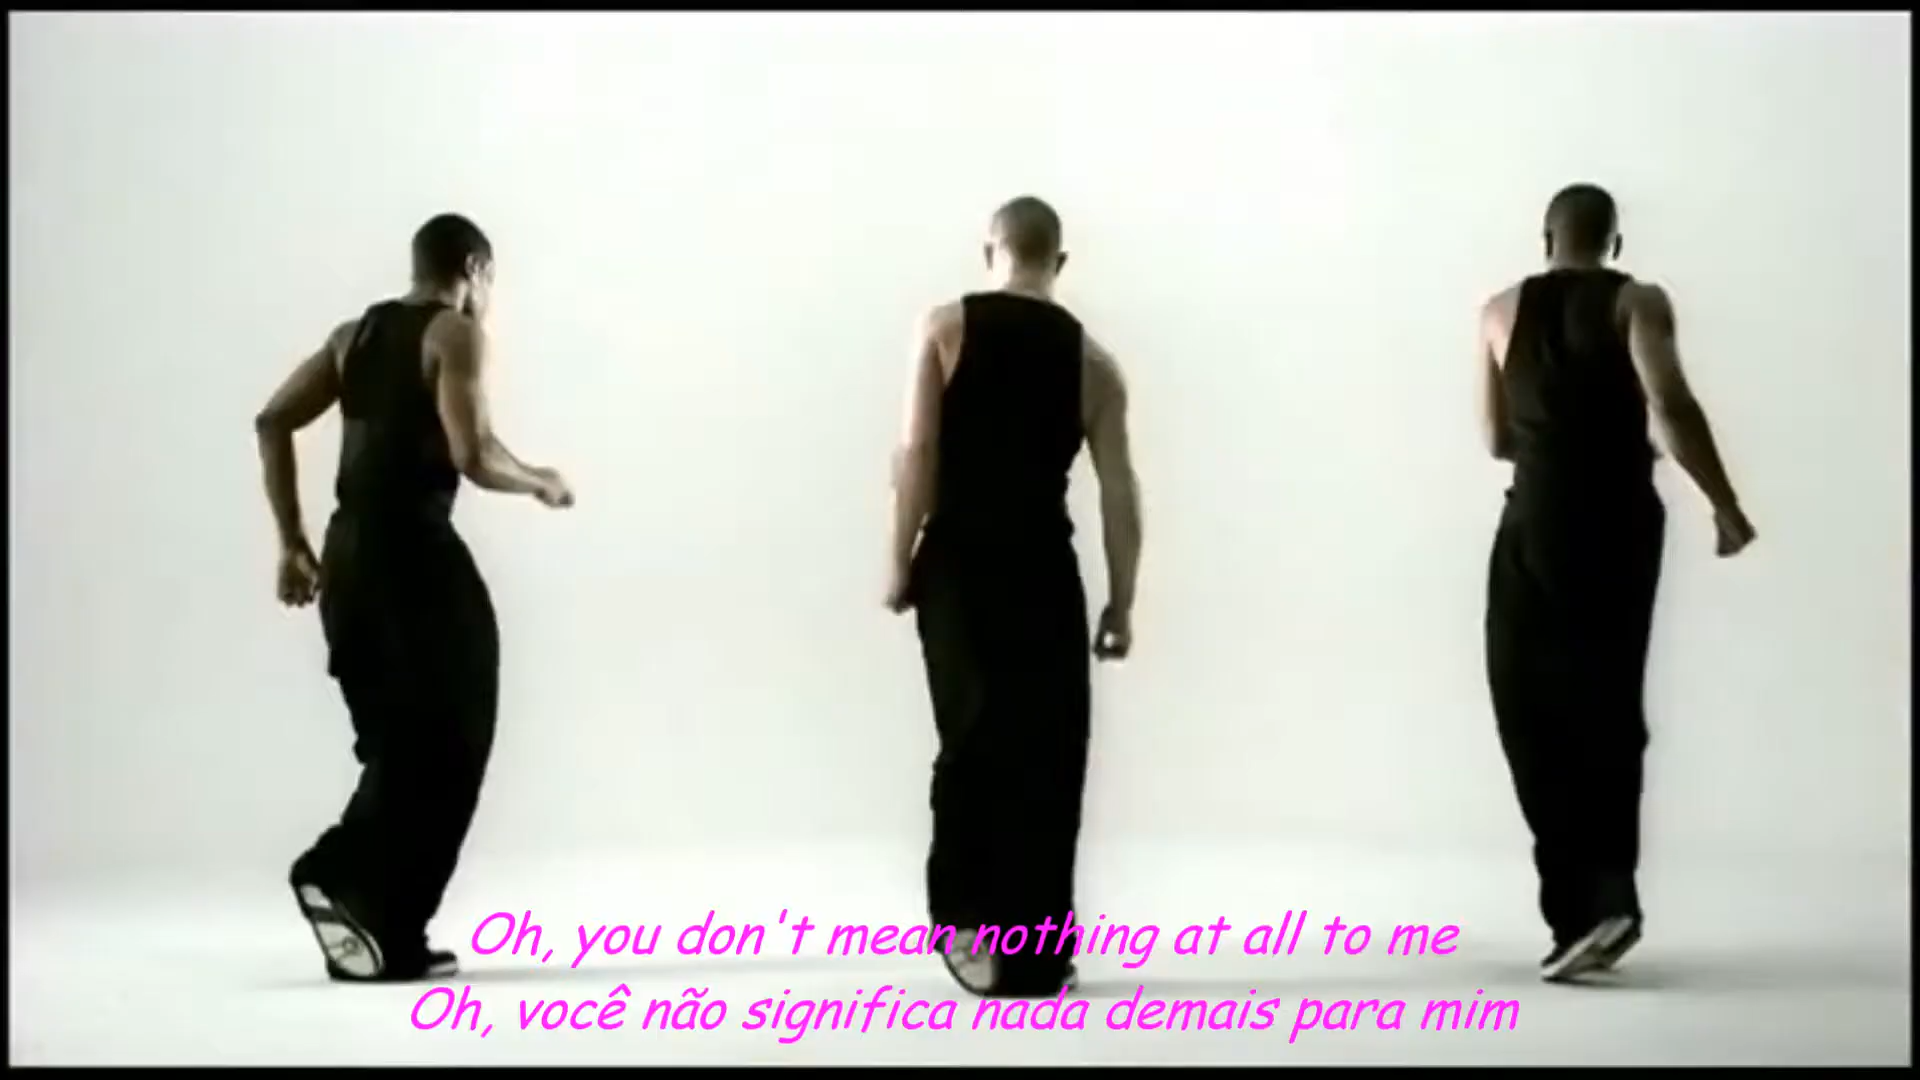 Oh, you don't mean nothing at all to me
Oh, você não significa nada demais para mim